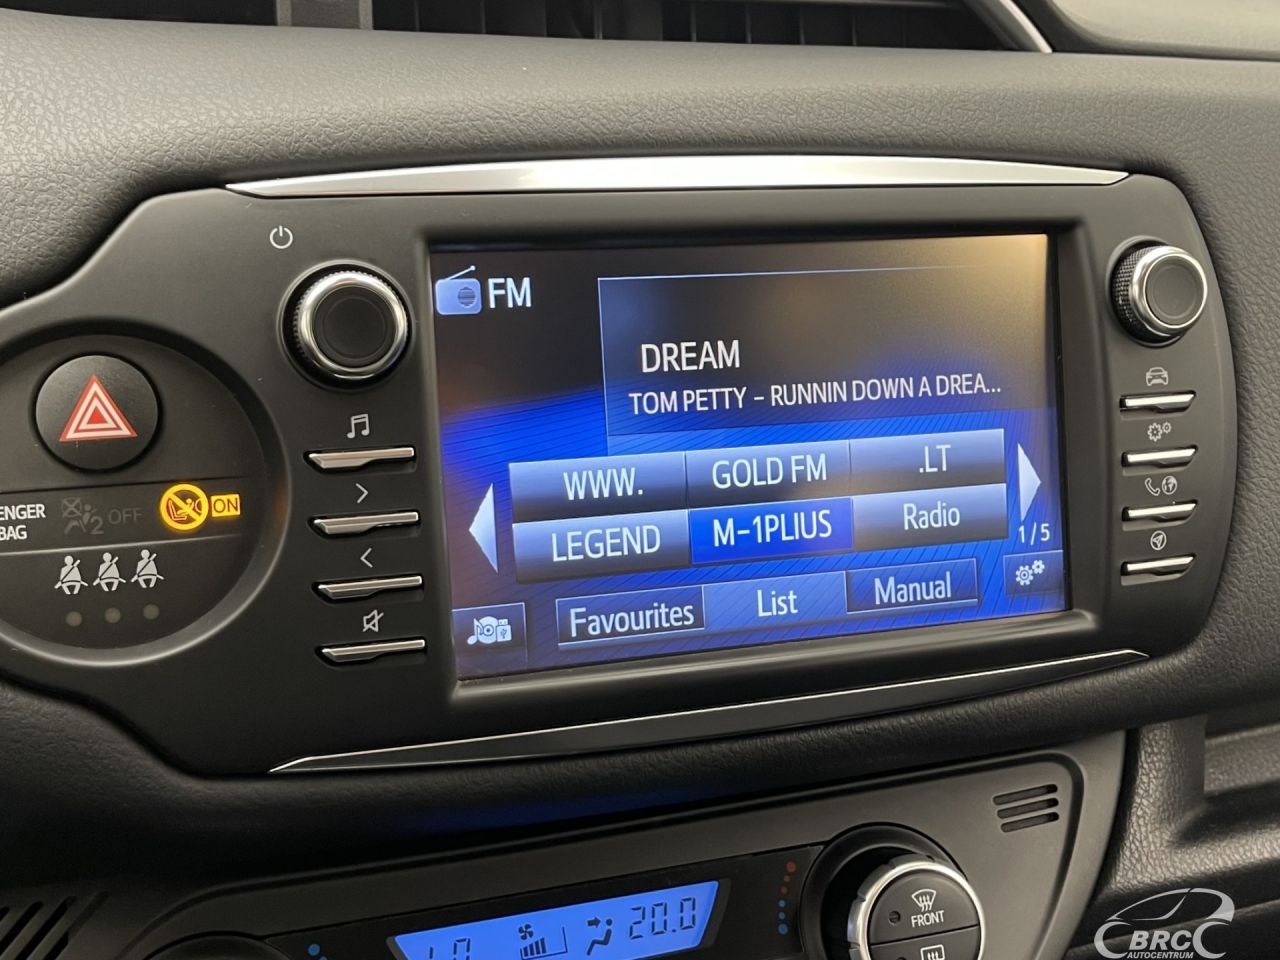 FM
DREAM
TOM PETTY - RUNNIN DOWN A DREA...
WWW.
GOLD FM
.LT
LEGEND
M-1PLIUS
Radio
1/5
Favourites
List
Manual
ENGER
BAG
2 OFF
ON
20.0
FRONT
BRC
AUTOCENTRUM